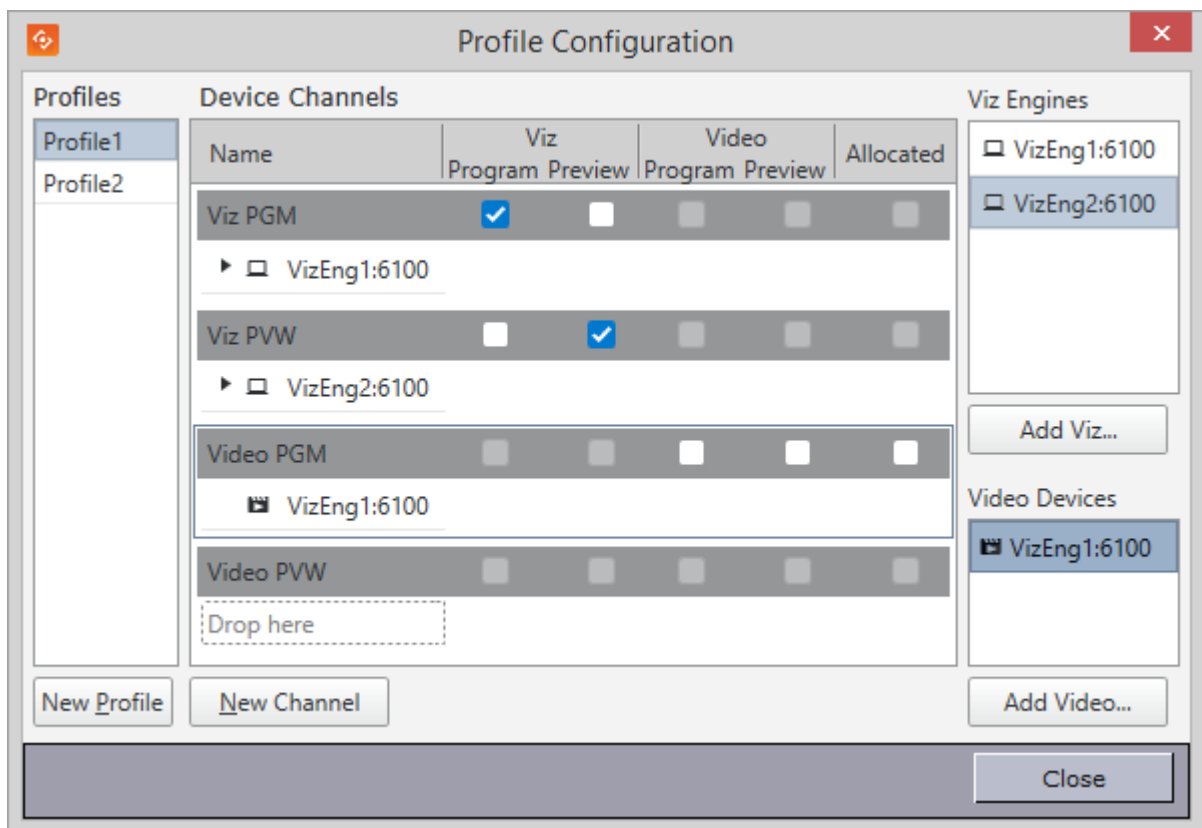 Profile Configuration
Profiles
Profile1
Profile2
New Profile
Device Channels
Name
Viz
Video
Allocated
Program Preview Program Preview
Viz PGM
VizEng1:6100
Viz PVW
VizEng2:6100
Video PGM
VizEng1:6100
Video PVW
Drop here
New Channel
Viz Engines
VizEng1:6100
VizEng2:6100
Add Viz...
Video Devices
VizEng1:6100
Add Video...
Close